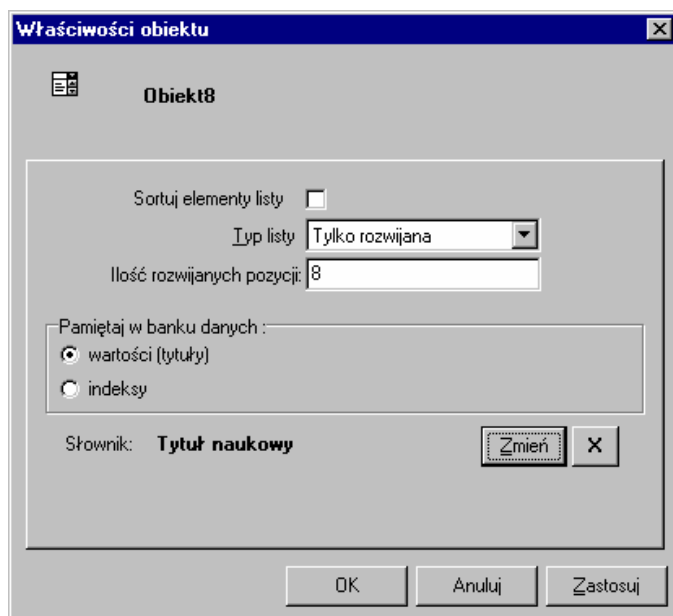 Właściwości obiektu
Obiekt8
Sortuj elementy listy
Typ listy Tylko rozwijana
Ilość rozwijanych pozycji: 8
Pamiętaj w banku danych :
wartości (tytuły)
indeksy
Słownik: Tytuł naukowy Zmień X
OK Anuluj Zastosuj